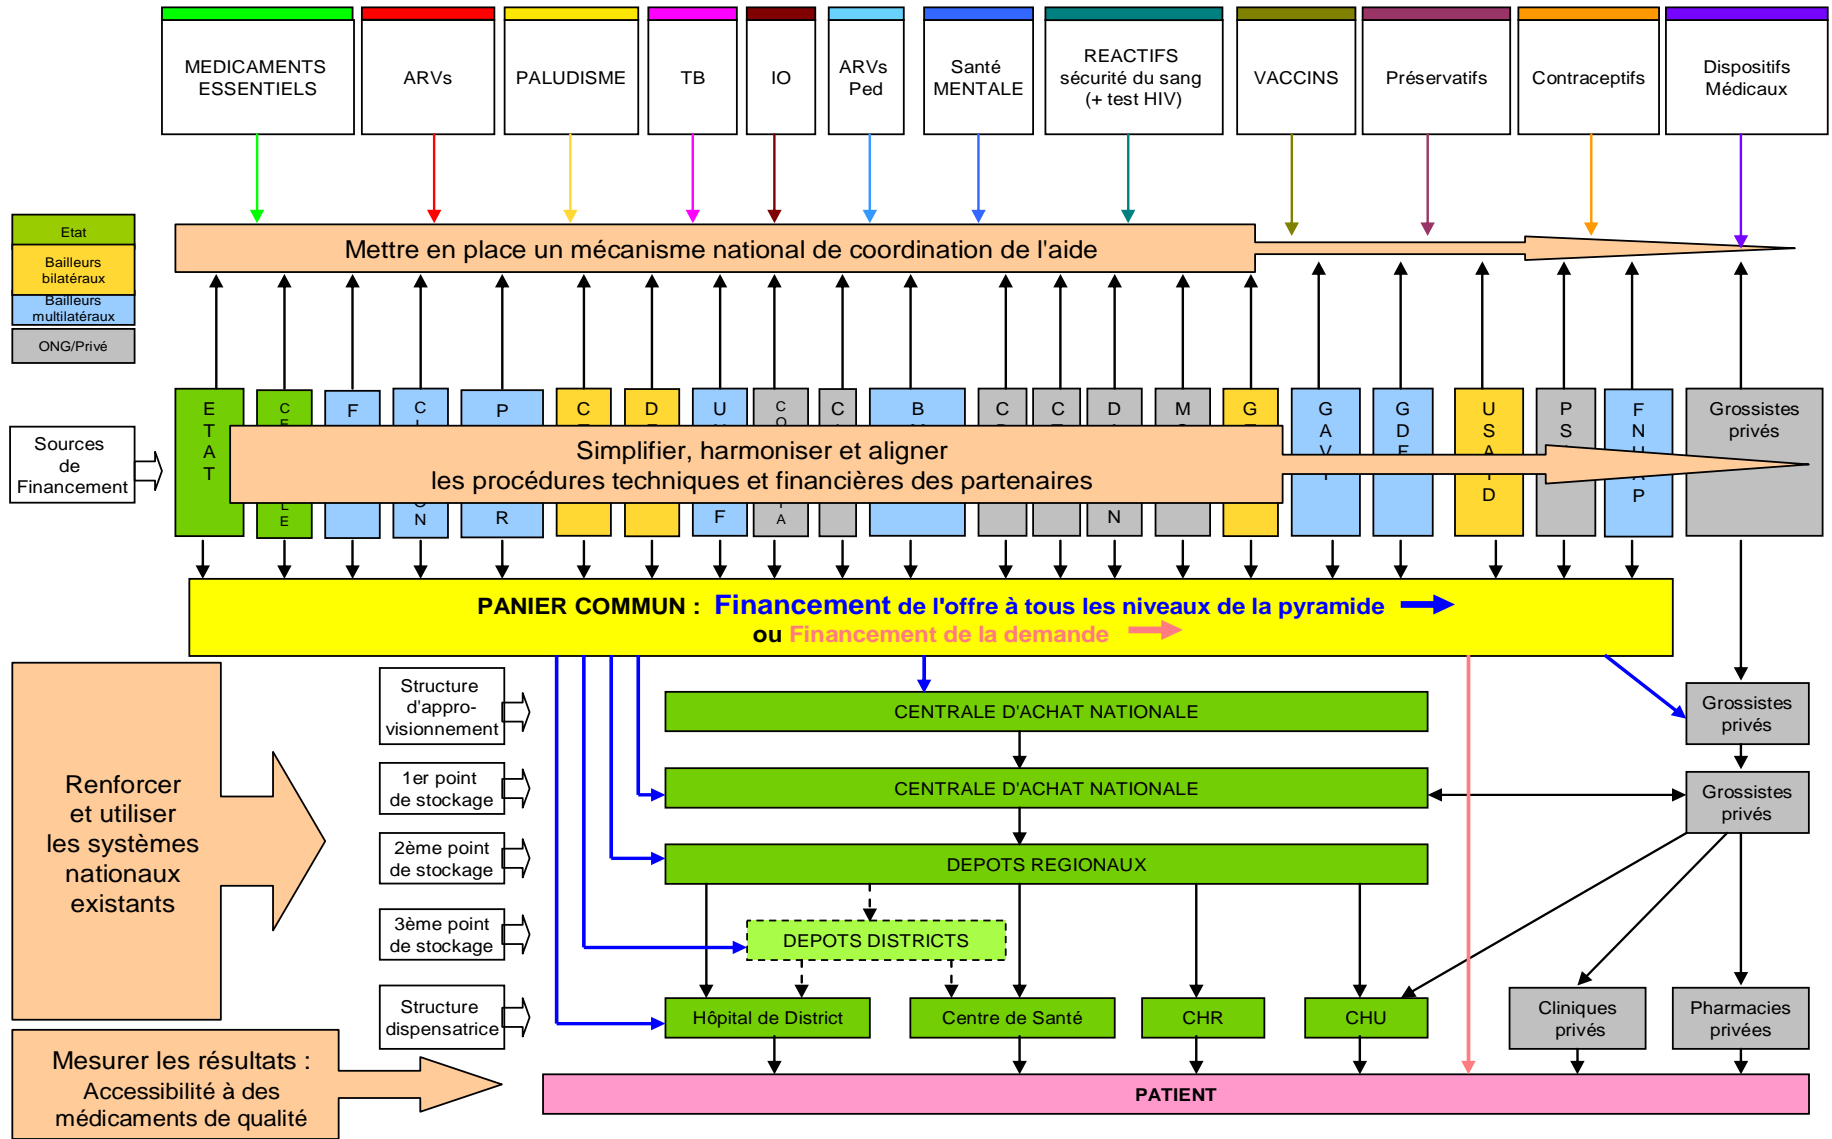 MEDICAMENTS
ESSENTIELS
ARVs
PALUDISME
TB
IO
ARVs
Ped
Santé
MENTALE
REACTIFS
sécurité du sang
(+ test HIV)
VACCINS
Préservatifs
Contraceptifs
Dispositifs
Médicaux
Etat
Bailleurs
bilatéraux
Bailleurs
multilatéraux
ONG/Privé
Mettre en place un mécanisme national de coordination de l'aide
Sources
de
Financement
ETAT
F
P
R
GAVI
USAID
Grossistes
privés
Simplifier, harmoniser et aligner
les procédures techniques et financières des partenaires
PANIER COMMUN : Financement de l'offre à tous les niveaux de la pyramide
ou Financement de la demande
Renforcer
et utiliser
les systèmes
nationaux
existants
Structure
d'appro-
visionnement
CENTRALE D'ACHAT NATIONALE
Grossistes
privés
1er point
de stockage
CENTRALE D'ACHAT NATIONALE
Grossistes
privés
2ème point
de stockage
DEPOTS REGIONAUX
3ème point
de stockage
DEPOTS DISTRICTS
Structure
dispensatrice
Hôpital de District
Centre de Santé
CHR
CHU
Cliniques
privés
Pharmacies
privées
Mesurer les résultats :
Accessibilité à des
médicaments de qualité
PATIENT